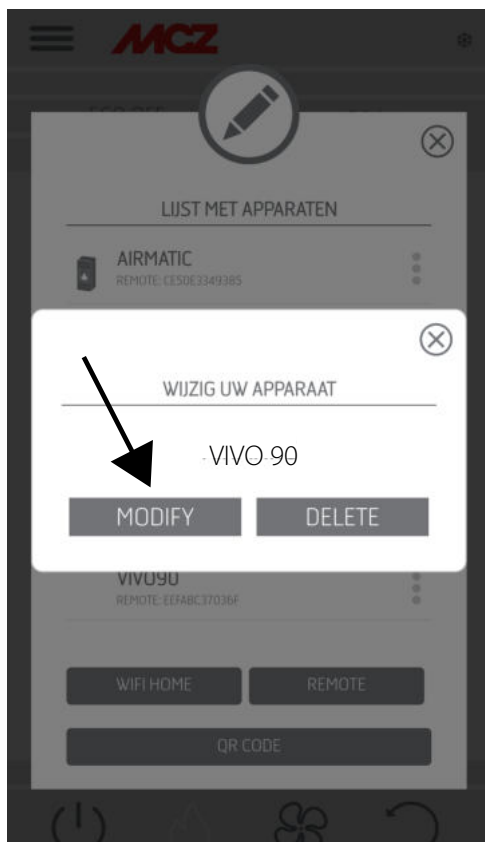 MCZ
LIJST MET APPARATEN
AIRMATIC
REMOTE: CE50E3349385
WIJZIG UW APPARAAT
VIVO 90
MODIFY DELETE
VIVO90
REMOTE: EEFABC37036F
WIFI HOME REMOTE
QR CODE